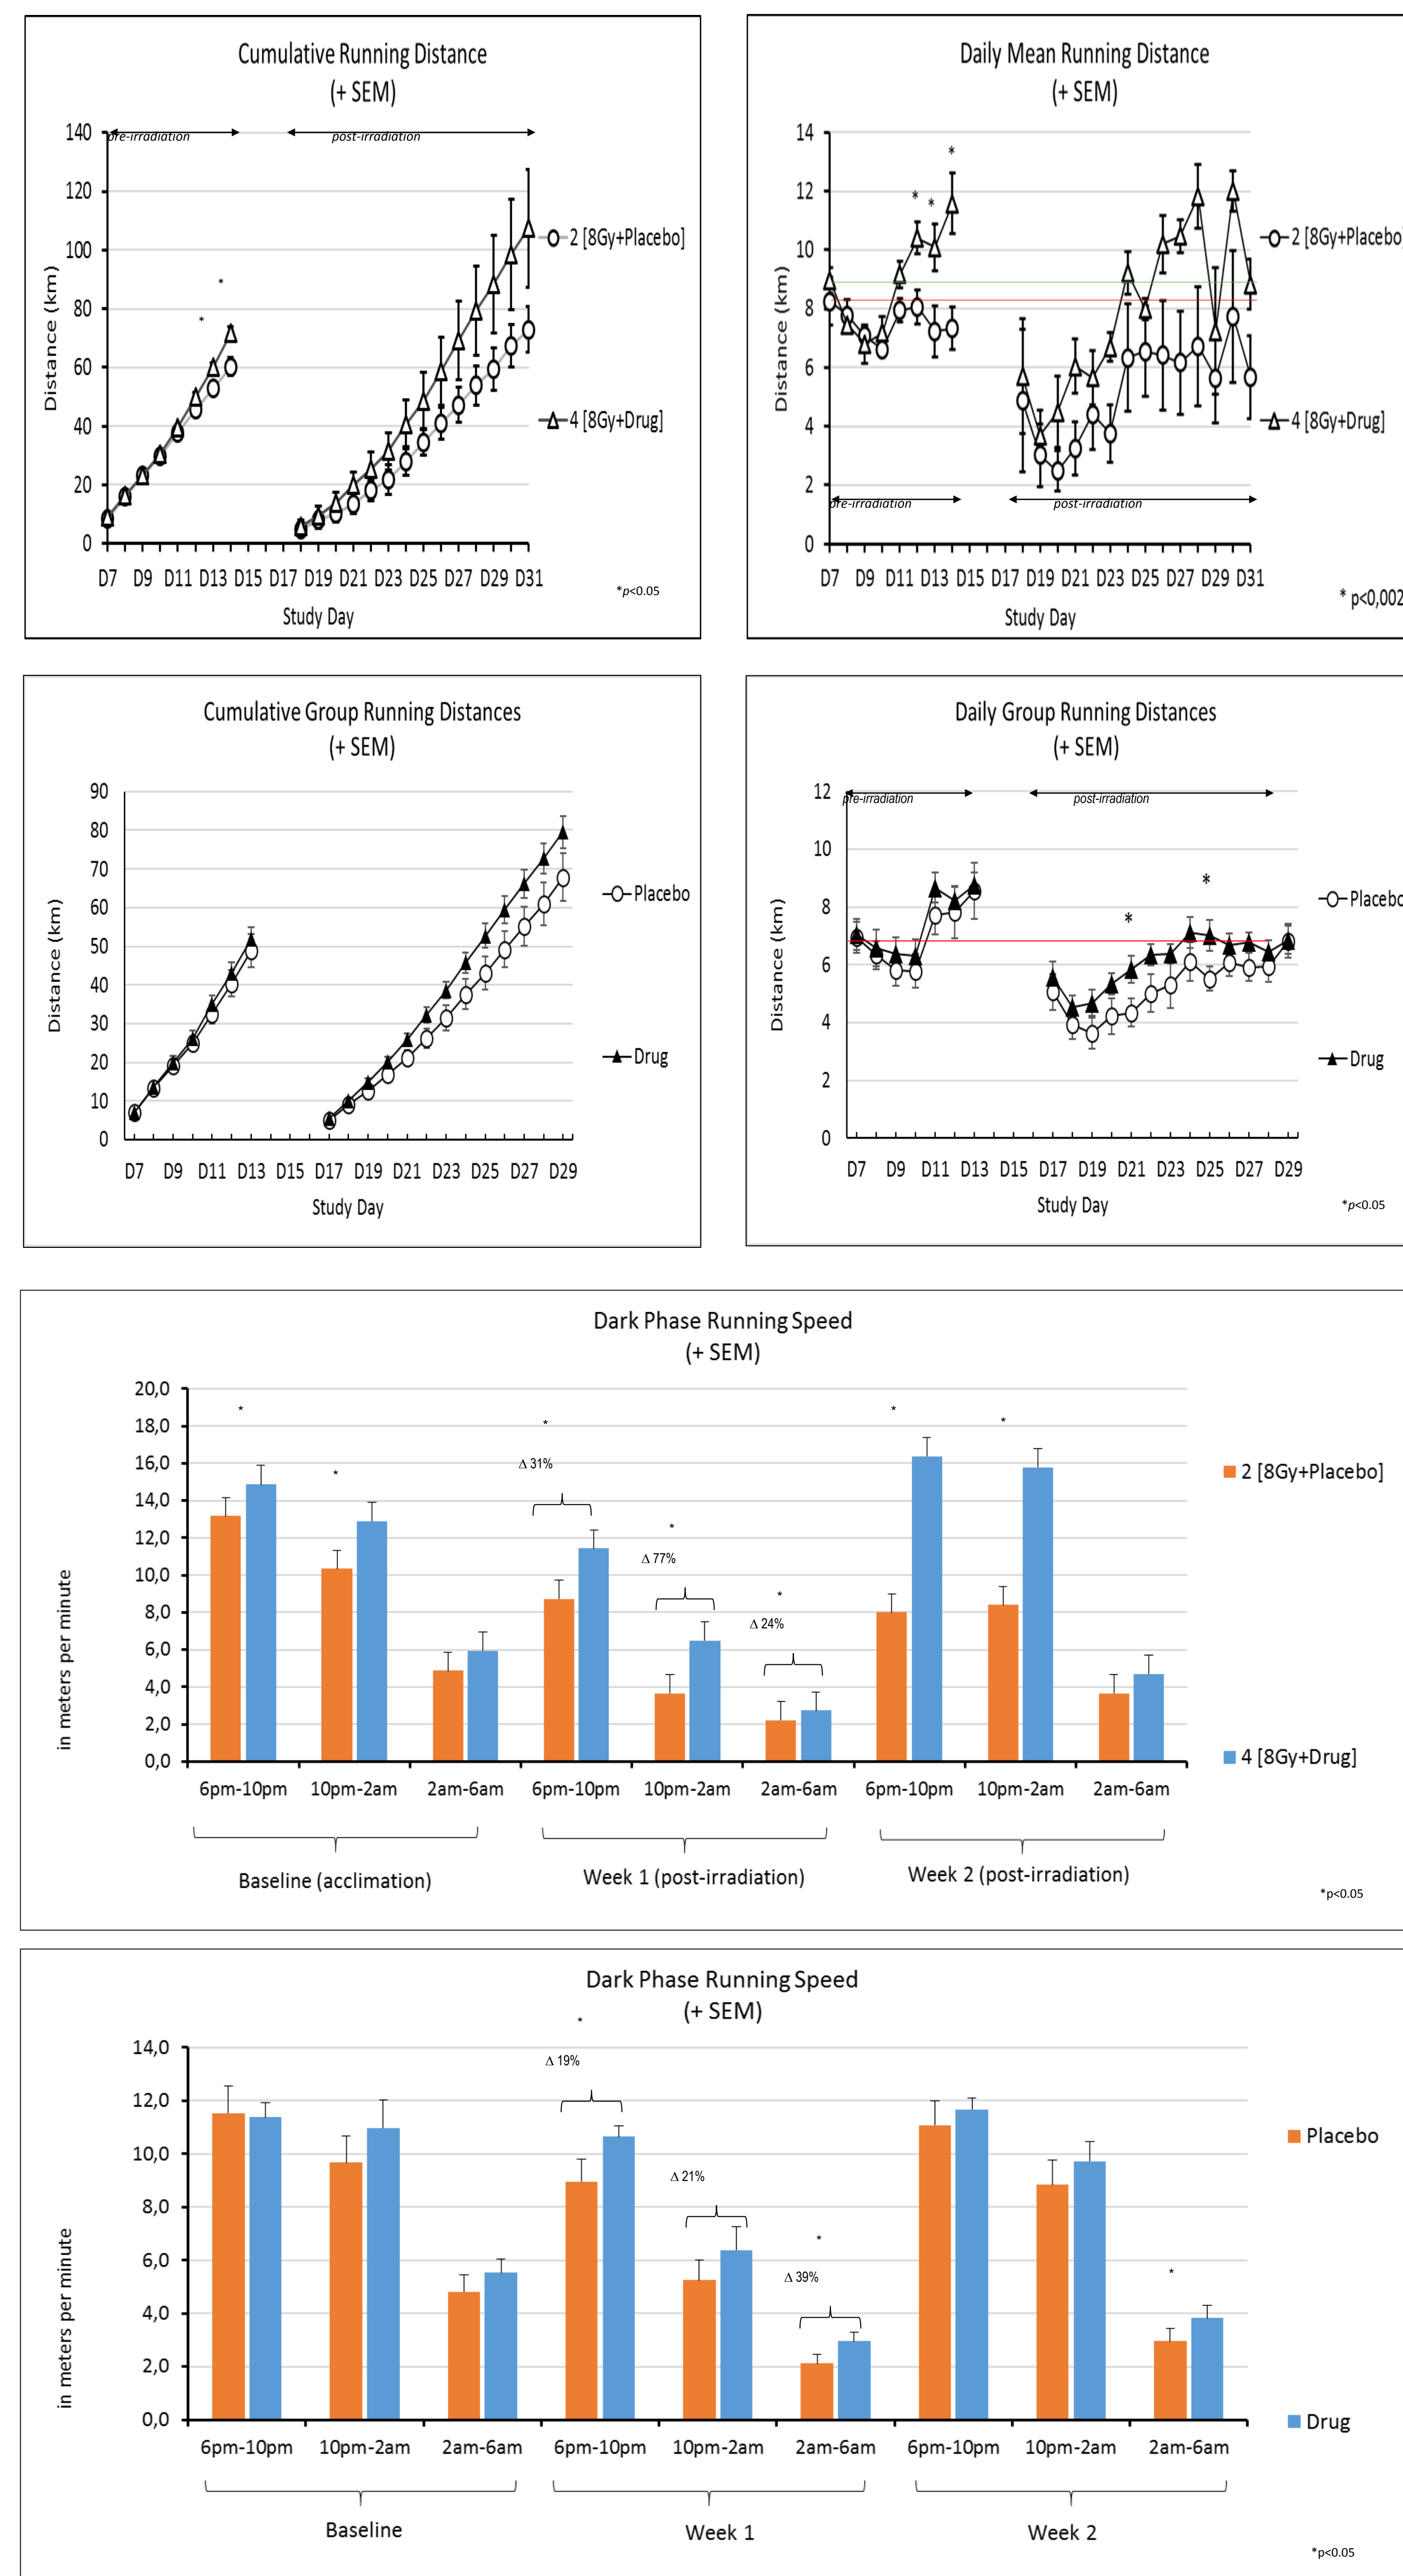 Cumulative Running Distance
(+ SEM)
140
120
100
80
60
40
20
0
pre-irradiation
post-irradiation
*
*
Distance (km)
2 [8Gy+Placebo]
4 [8Gy+Drug]
D7 D9 D11 D13 D15 D17 D19 D21 D23 D25 D27 D29 D31
Study Day
*p<0.05
Daily Mean Running Distance
(+ SEM)
14
12
10
8
6
4
2
0
* * *
Distance (km)
2 [8Gy+Placebo]
4 [8Gy+Drug]
pre-irradiation
post-irradiation
D7 D9 D11 D13 D15 D17 D19 D21 D23 D25 D27 D29 D31
Study Day
* p<0,002
Cumulative Group Running Distances
(+ SEM)
90
80
70
60
50
40
30
20
10
0
Distance (km)
Placebo
Drug
D7 D9 D11 D13 D15 D17 D19 D21 D23 D25 D27 D29
Study Day
Daily Group Running Distances
(+ SEM)
12
10
8
6
4
2
0
pre-irradiation
post-irradiation
*
*
Distance (km)
Placebo
Drug
D7 D9 D11 D13 D15 D17 D19 D21 D23 D25 D27 D29
Study Day
*p<0.05
Dark Phase Running Speed
(+ SEM)
20,0
18,0
16,0
14,0
12,0
10,0
8,0
6,0
4,0
2,0
0,0
in meters per minute
*
*
*
Δ 31%
*
Δ 77%
*
Δ 24%
*
*
2 [8Gy+Placebo]
4 [8Gy+Drug]
6pm-10pm 10pm-2am 2am-6am 6pm-10pm 10pm-2am 2am-6am 6pm-10pm 10pm-2am 2am-6am
Baseline (acclimation) Week 1 (post-irradiation) Week 2 (post-irradiation)
*p<0.05
Dark Phase Running Speed
(+ SEM)
14,0
12,0
10,0
8,0
6,0
4,0
2,0
0,0
in meters per minute
*
Δ 19%
Δ 21%
*
Δ 39%
*
Placebo
Drug
6pm-10pm 10pm-2am 2am-6am 6pm-10pm 10pm-2am 2am-6am 6pm-10pm 10pm-2am 2am-6am
Baseline Week 1 Week 2
*p<0.05